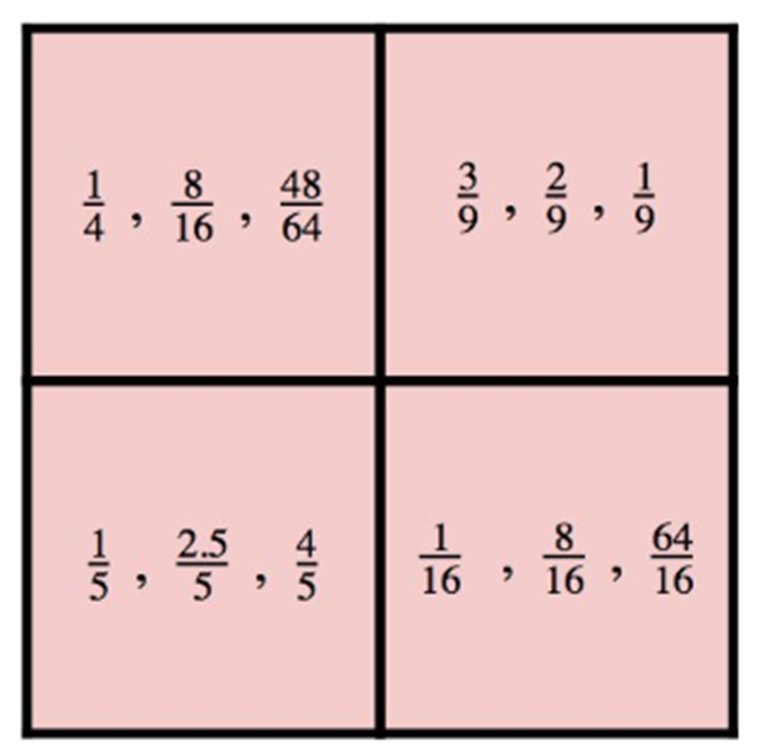 1/4 , 8/16 , 48/64
3/9 , 2/9 , 1/9
1/5 , 2.5/5 , 4/5
1/16 , 8/16 , 64/16